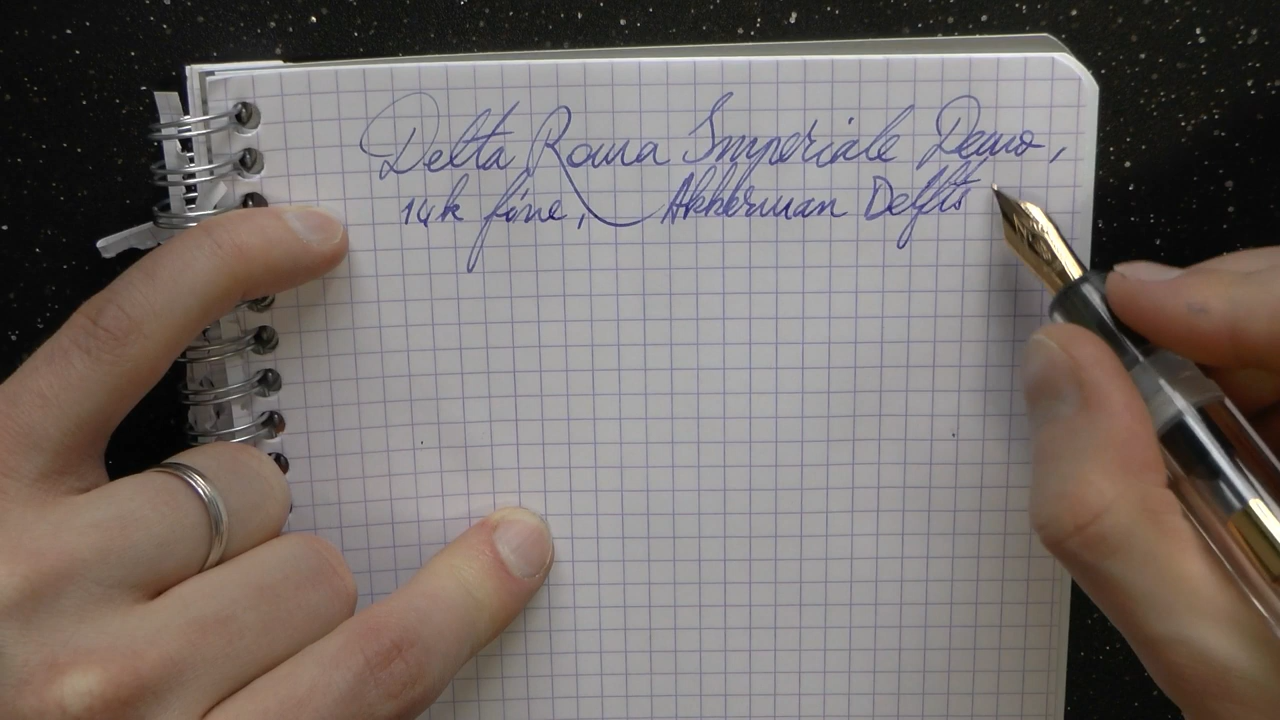 Delta Roma Imperiale Demo,
14k fine, Akkerman Delfts